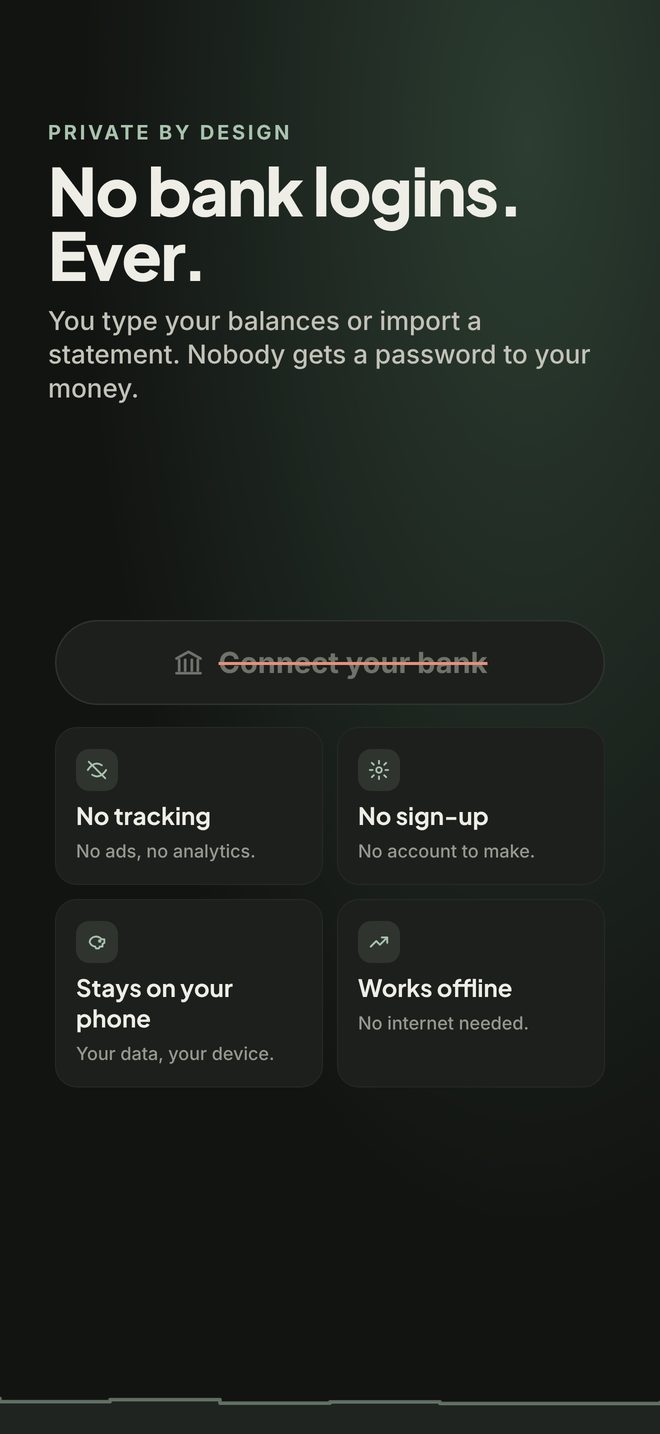 PRIVATE BY DESIGN
No bank logins.
Ever.
You type your balances or import a
statement. Nobody gets a password to your
money.
Connect your bank
No tracking
No ads, no analytics.
No sign-up
No account to make.
Stays on your
phone
Your data, your device.
Works offline
No internet needed.